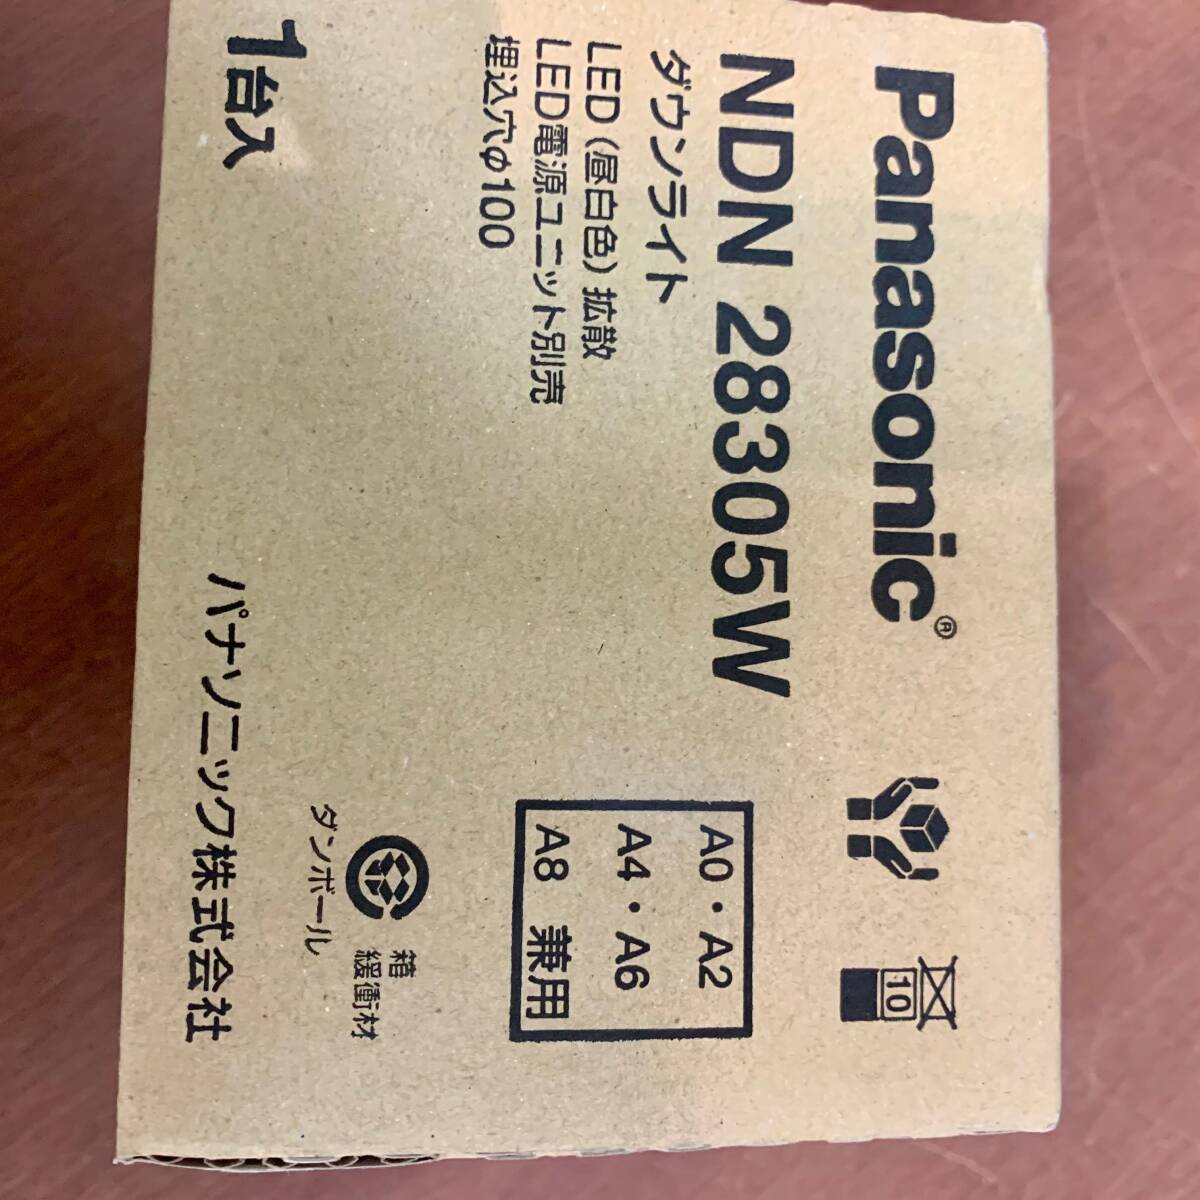 Panasonic®
NDN 28305W
ダウンライト
LED(昼白色)拡散
LED電源ユニット別売
埋込穴φ100
1台入
10
A0・A2
A4・A6
A8 兼用
箱
緩衝材
ダンボール
パナソニック株式会社